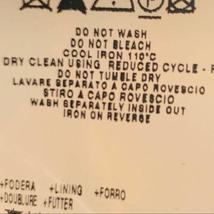 DO NOT WASH
DO NOT BLEACH
COOL IRON 110°C
DRY CLEAN USING REDUCED CYCLE -
DO NOT TUMBLE DRY
LAVARE SEPARATO A CAPO ROVESCIO
STIRO A CAPO ROVESCIO
WASH SEPARATELY INSIDE OUT
IRON ON REVERSE
+FODERA +LINING +FORRO
+DOUBLURE +FUTTER